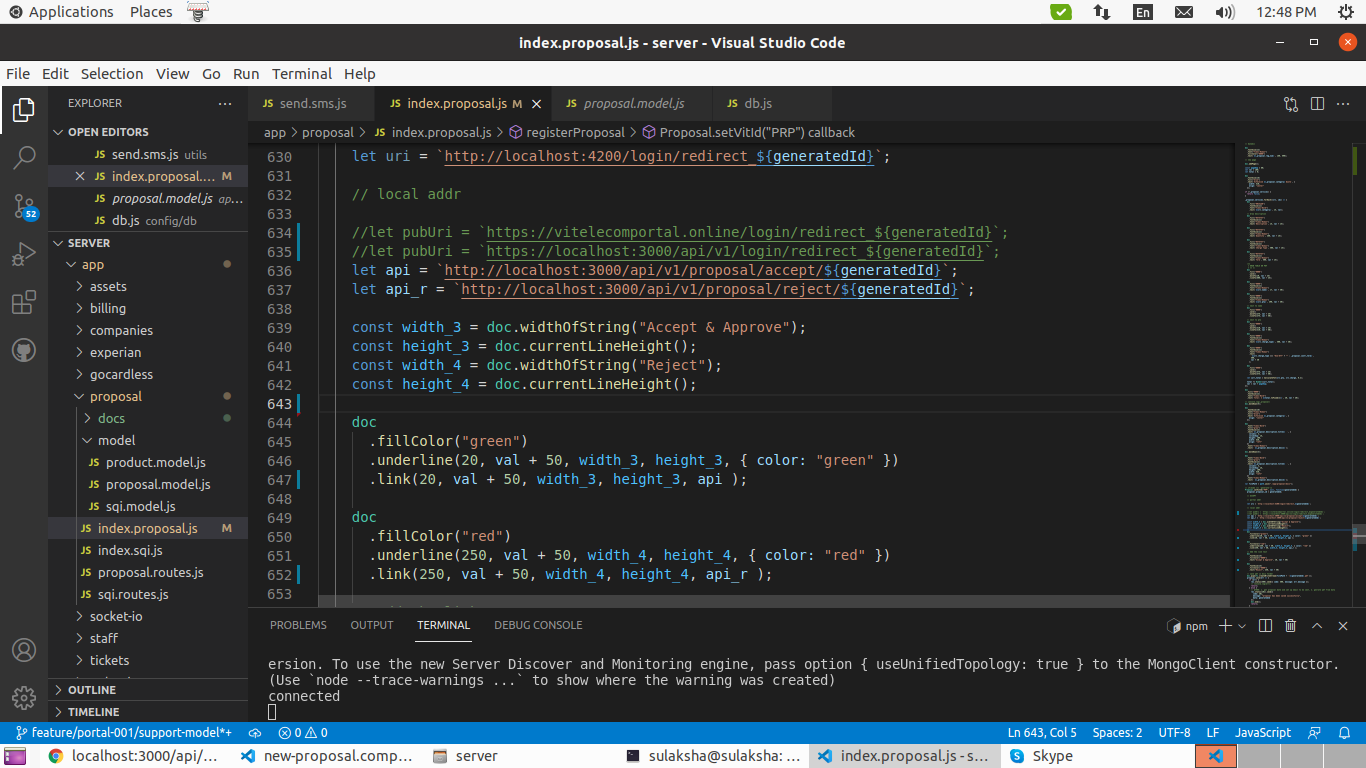 Applications Places En 12:48 PM
index.proposal.js - server - Visual Studio Code
File Edit Selection View Go Run Terminal Help
EXPLORER
OPEN EDITORS
JS send.sms.js utils
JS index.proposal.... M
JS proposal.model.js ap...
JS db.js config/db
SERVER
app
assets
billing
companies
experian
gocardless
proposal
docs
model
JS product.model.js
JS proposal.model.js
JS sqi.model.js
JS index.proposal.js M
JS index.sqi.js
JS proposal.routes.js
JS sqi.routes.js
socket-io
staff
tickets
OUTLINE
TIMELINE
52
JS send.sms.js JS index.proposal.js M JS proposal.model.js JS db.js
app > proposal > JS index.proposal.js > registerProposal > Proposal.setVitId("PRP") callback
630 let uri = `http://localhost:4200/login/redirect_${generatedId}`;
631
632 // local addr
633
634 //let pubUri = `https://vitelecomportal.online/login/redirect_${generatedId}`;
635 //let pubUri = `https://localhost:3000/api/v1/login/redirect_${generatedId}`;
636 let api = `http://localhost:3000/api/v1/proposal/accept/${generatedId}`;
637 let api_r = `http://localhost:3000/api/v1/proposal/reject/${generatedId}`;
638
639 const width_3 = doc.widthOfString("Accept & Approve");
640 const height_3 = doc.currentLineHeight();
641 const width_4 = doc.widthOfString("Reject");
642 const height_4 = doc.currentLineHeight();
643
644 doc
645 .fillColor("green")
646 .underline(20, val + 50, width_3, height_3, { color: "green" })
647 .link(20, val + 50, width_3, height_3, api );
648
649 doc
650 .fillColor("red")
651 .underline(250, val + 50, width_4, height_4, { color: "red" })
652 .link(250, val + 50, width_4, height_4, api_r );
653
PROBLEMS OUTPUT TERMINAL DEBUG CONSOLE npm
ersion. To use the new Server Discover and Monitoring engine, pass option { useUnifiedTopology: true } to the MongoClient constructor.
(Use `node --trace-warnings ...` to show where the warning was created)
connected
feature/portal-001/support-model*+ 0 0 Ln 643, Col 5 Spaces: 2 UTF-8 LF JavaScript
localhost:3000/api/... new-proposal.comp... server sulaksha@sulaksha: ... index.proposal.js - s... Skype